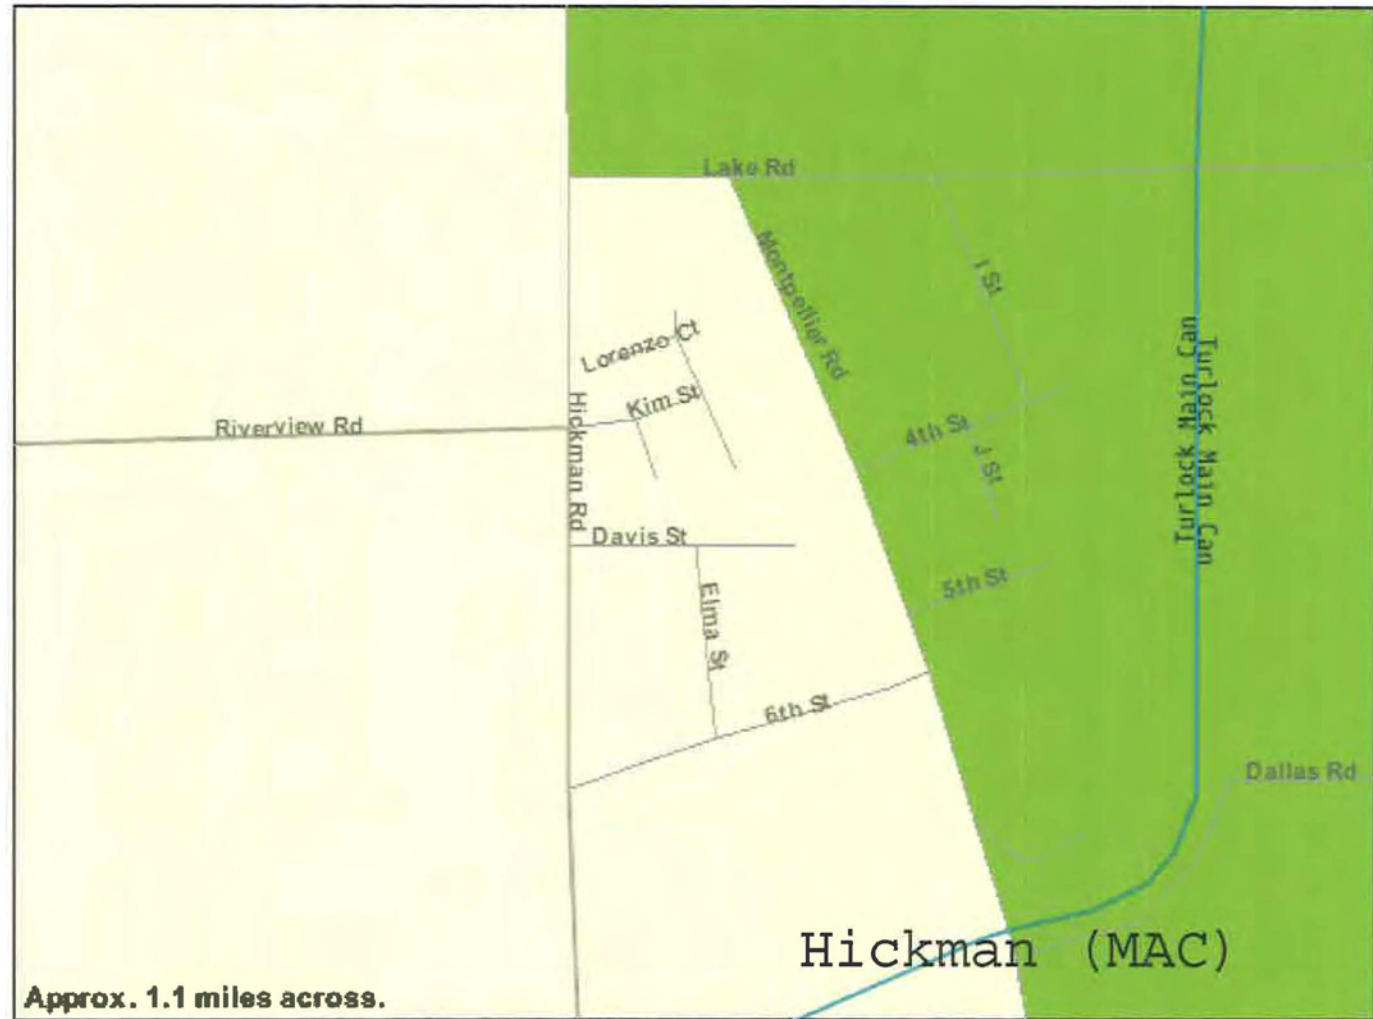 Lake Rd
Montpellier Rd
I St
Lorenzo Ct
Kim St
Hickman Rd
Riverview Rd
4th St
J St
Turlock Main Can
Turlock Main Can
Davis St
5th St
Elma St
6th St
Dallas Rd
Hickman (MAC)
Approx. 1.1 miles across.